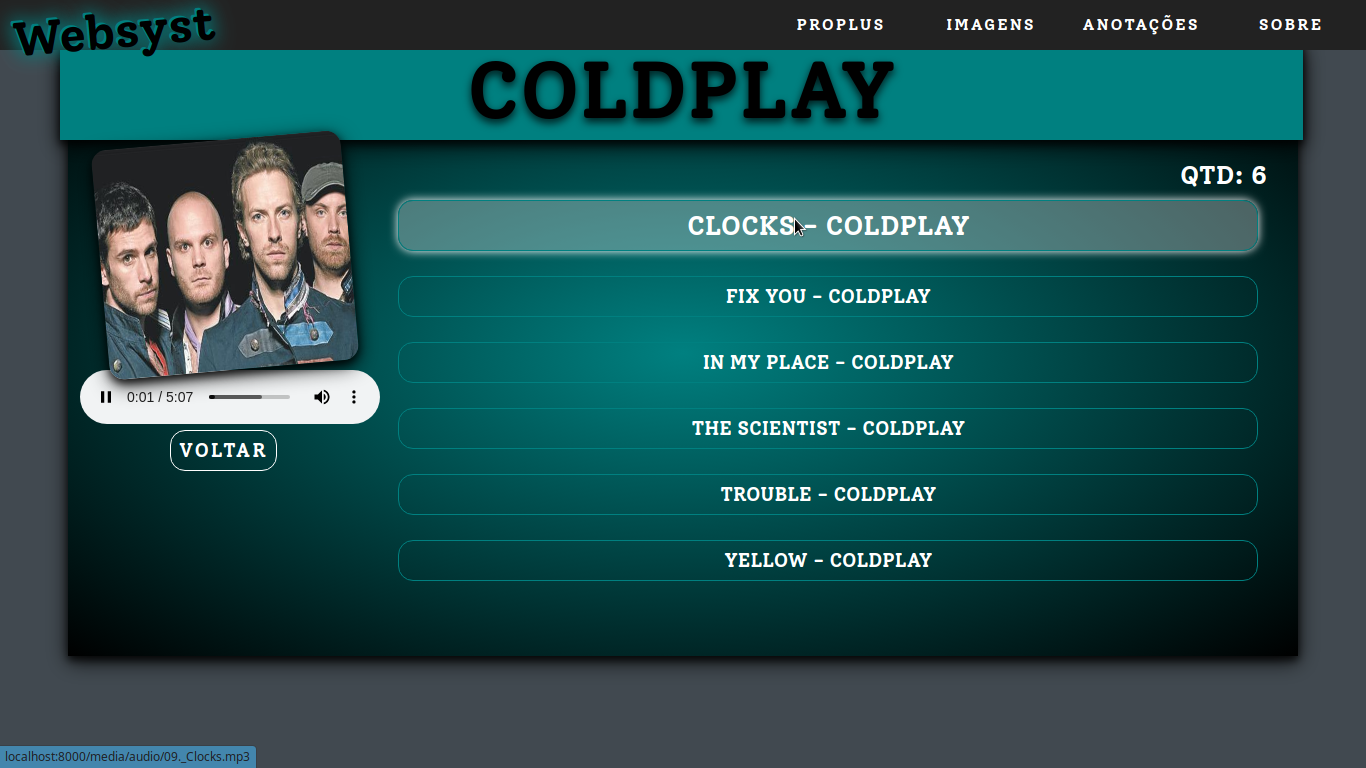 Websyst
PROPLUS IMAGENS ANOTAÇÕES SOBRE
COLDPLAY
QTD: 6
CLOCKS – COLDPLAY
FIX YOU – COLDPLAY
IN MY PLACE – COLDPLAY
THE SCIENTIST – COLDPLAY
TROUBLE – COLDPLAY
YELLOW – COLDPLAY
0:01 / 5:07
VOLTAR
localhost:8000/media/audio/09._Clocks.mp3